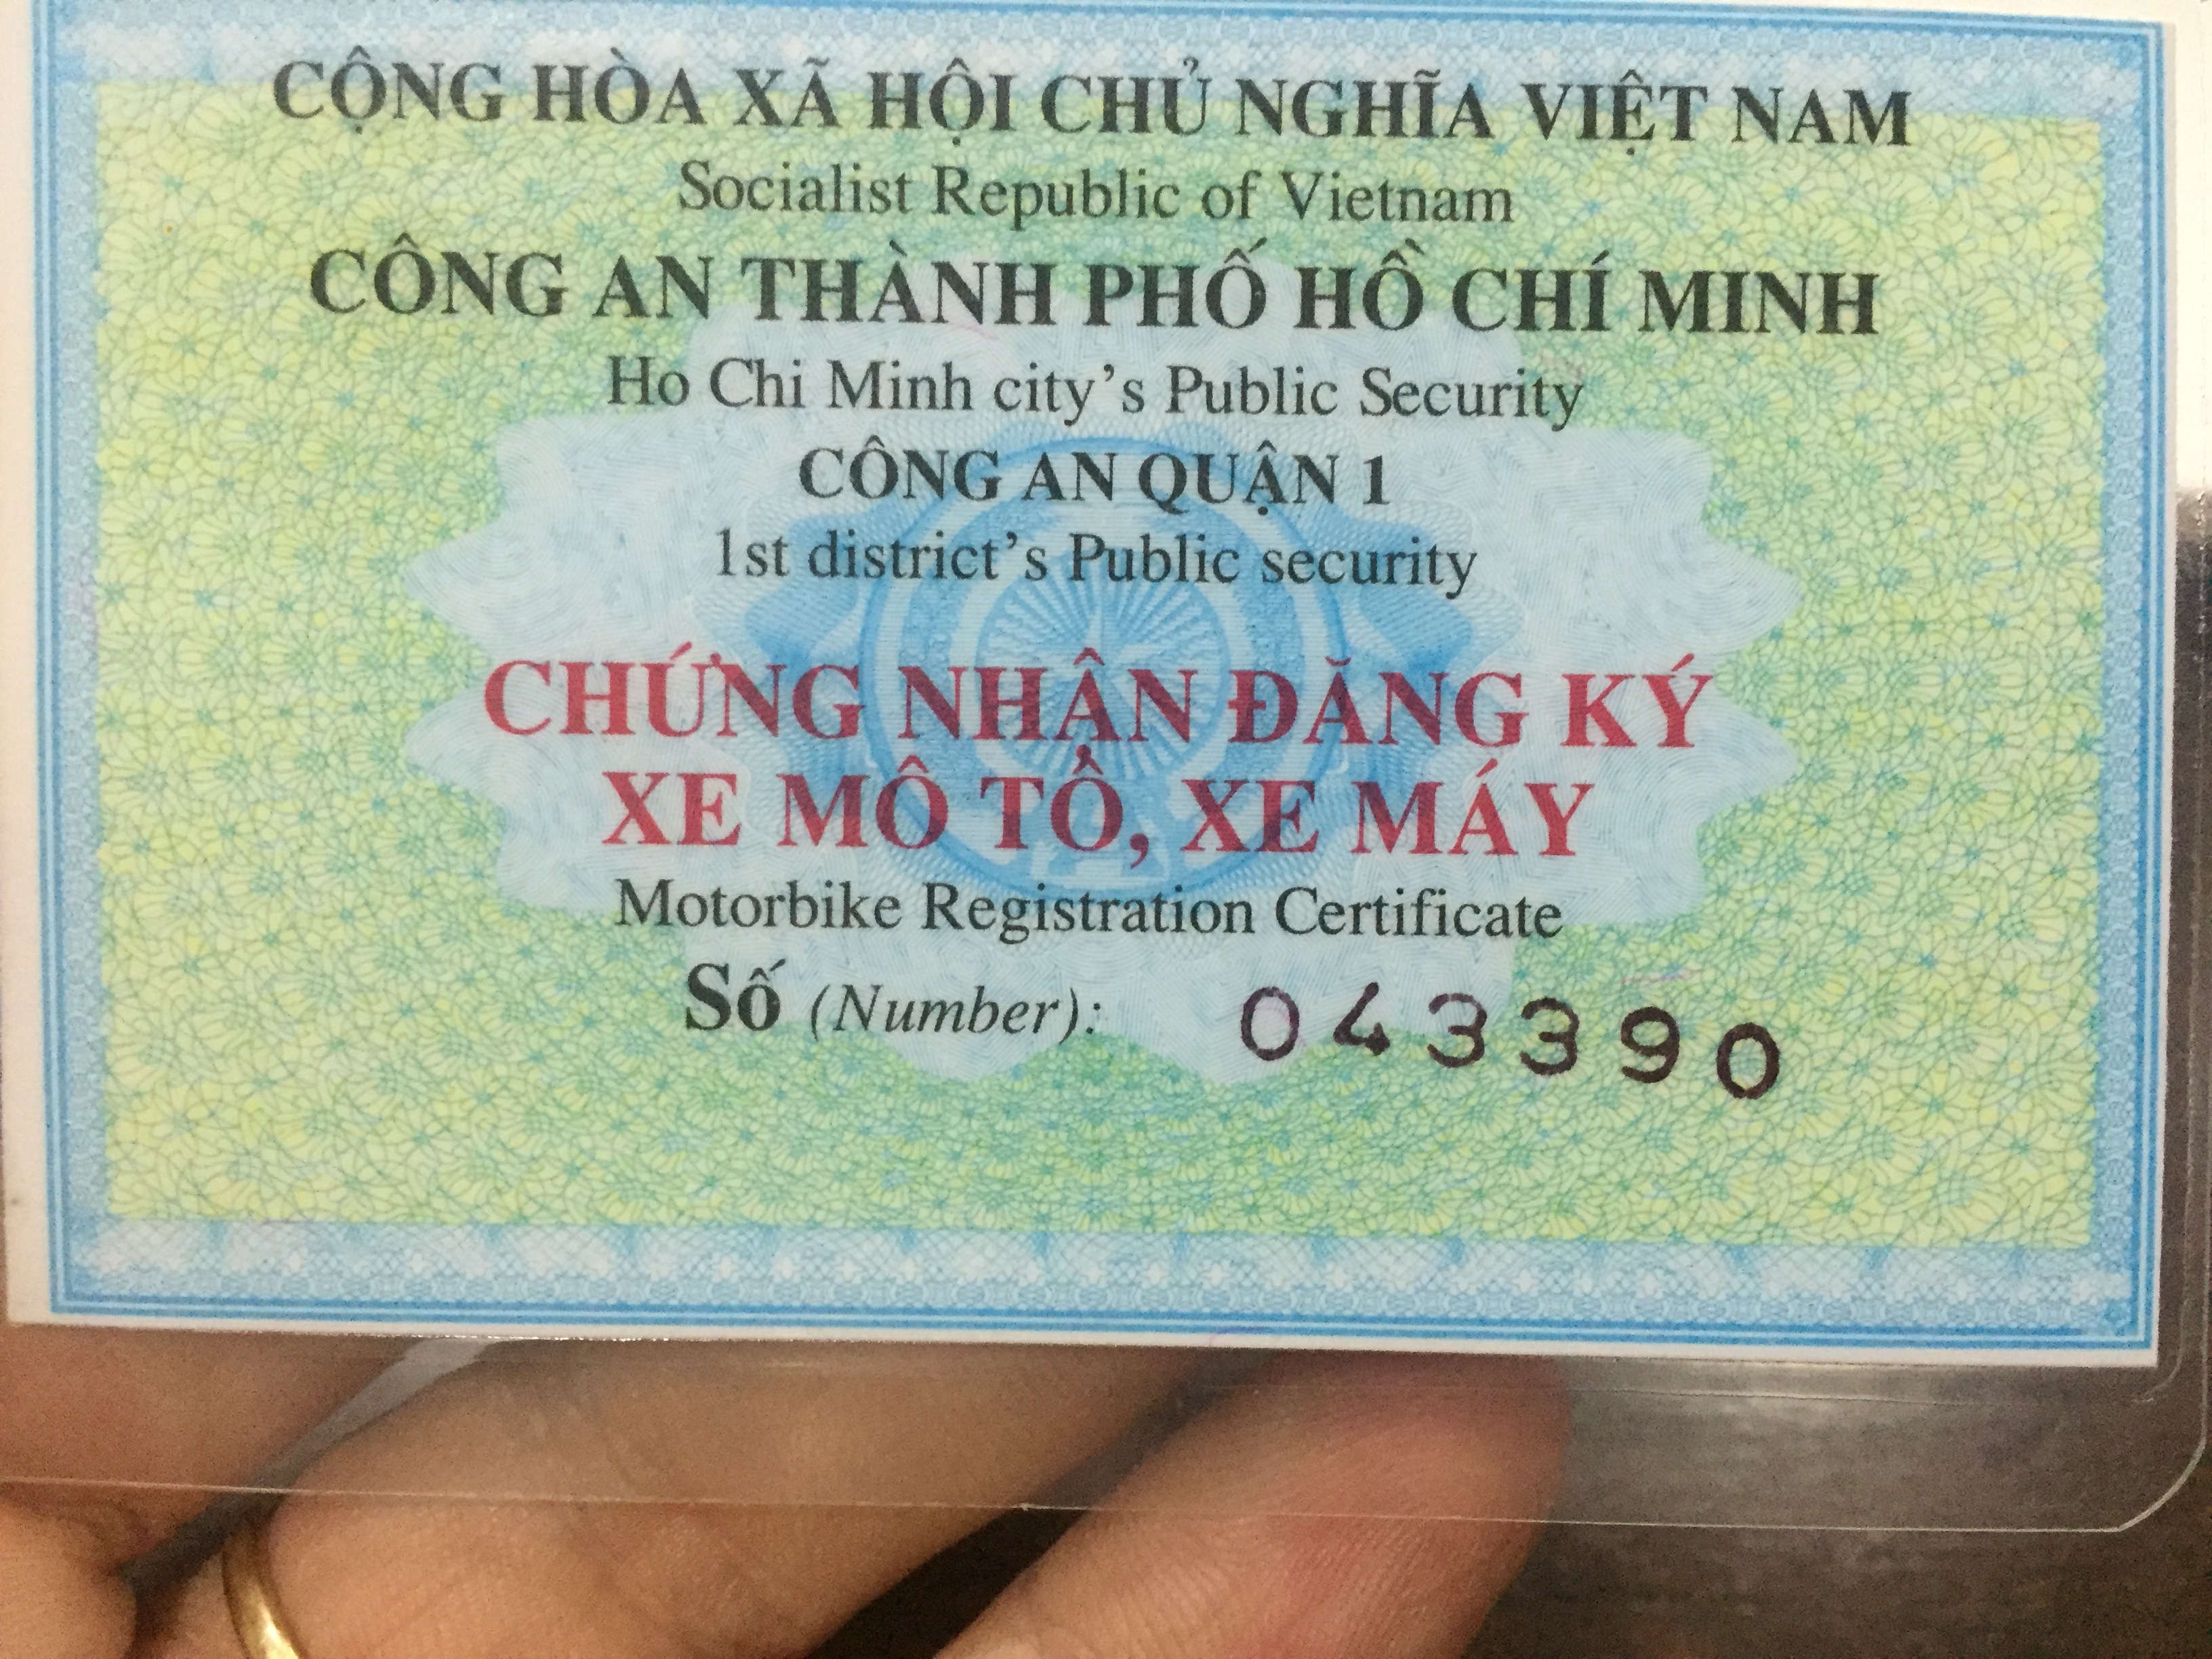 CỘNG HÒA XÃ HỘI CHỦ NGHĨA VIỆT NAM
Socialist Republic of Vietnam
CÔNG AN THÀNH PHỐ HỒ CHÍ MINH
Ho Chi Minh city's Public Security
CÔNG AN QUẬN 1
1st district's Public security
CHỨNG NHẬN ĐĂNG KÝ
XE MÔ TÔ, XE MÁY
Motorbike Registration Certificate
Số (Number): 043390